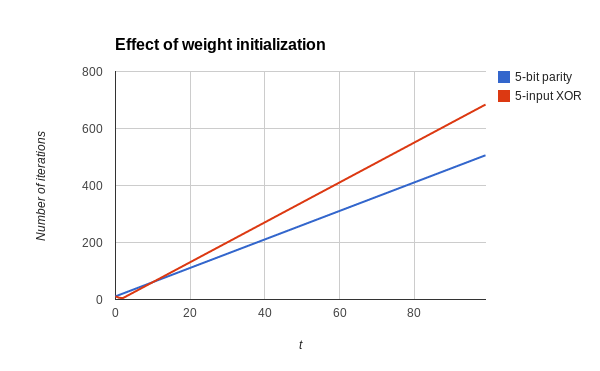 Effect of weight initialization
5-bit parity
5-input XOR
Number of iterations
800
600
400
200
0
0 20 40 60 80
t